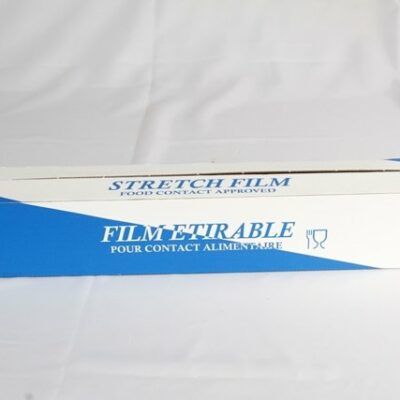 STRETCH FILM
FOOD CONTACT APPROVED
FILM ETIRABLE
POUR CONTACT ALIMENTAIRE